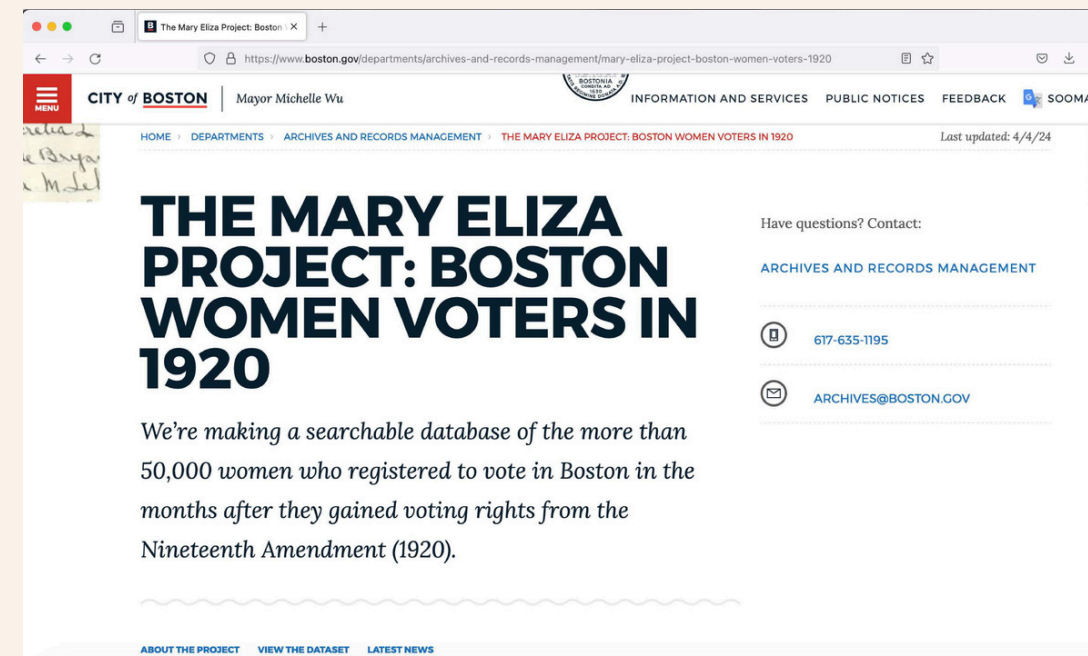 The Mary Eliza Project: Boston
https://www.boston.gov/departments/archives-and-records-management/mary-eliza-project-boston-women-voters-1920
MENU
CITY of BOSTON
Mayor Michelle Wu
BOSTONIA
CONDITA AD
1630
INFORMATION AND SERVICES
PUBLIC NOTICES
FEEDBACK
SOOMA
HOME › DEPARTMENTS › ARCHIVES AND RECORDS MANAGEMENT › THE MARY ELIZA PROJECT: BOSTON WOMEN VOTERS IN 1920
Last updated: 4/4/24
THE MARY ELIZA
PROJECT: BOSTON
WOMEN VOTERS IN
1920
We’re making a searchable database of the more than
50,000 women who registered to vote in Boston in the
months after they gained voting rights from the
Nineteenth Amendment (1920).
Have questions? Contact:
ARCHIVES AND RECORDS MANAGEMENT
617-635-1195
ARCHIVES@BOSTON.GOV
ABOUT THE PROJECT
VIEW THE DATASET
LATEST NEWS